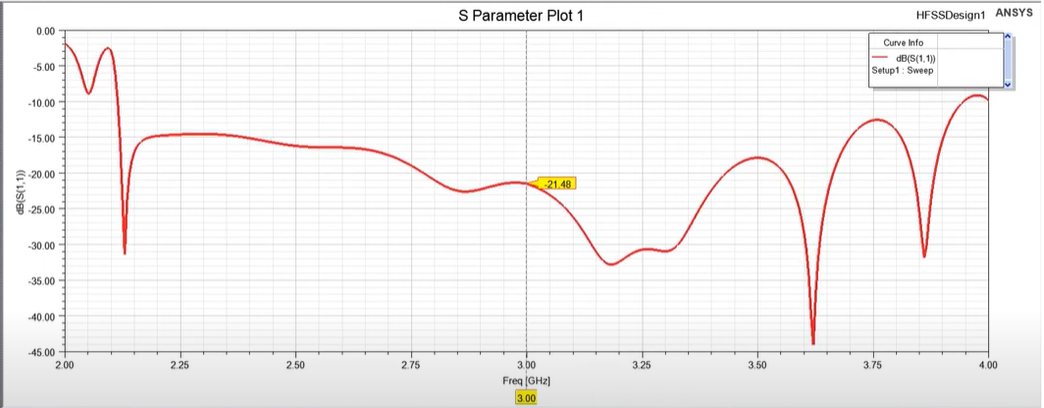 S Parameter Plot 1
HFSSDesign1 ANSYS
Curve Info
dB(S(1,1))
Setup1 : Sweep
0.00
-5.00
-10.00
-15.00
-20.00
-25.00
-30.00
-35.00
-40.00
-45.00
dB(S(1,1))
-21.48
2.00 2.25 2.50 2.75 3.00 3.25 3.50 3.75 4.00
Freq [GHz]
3.00